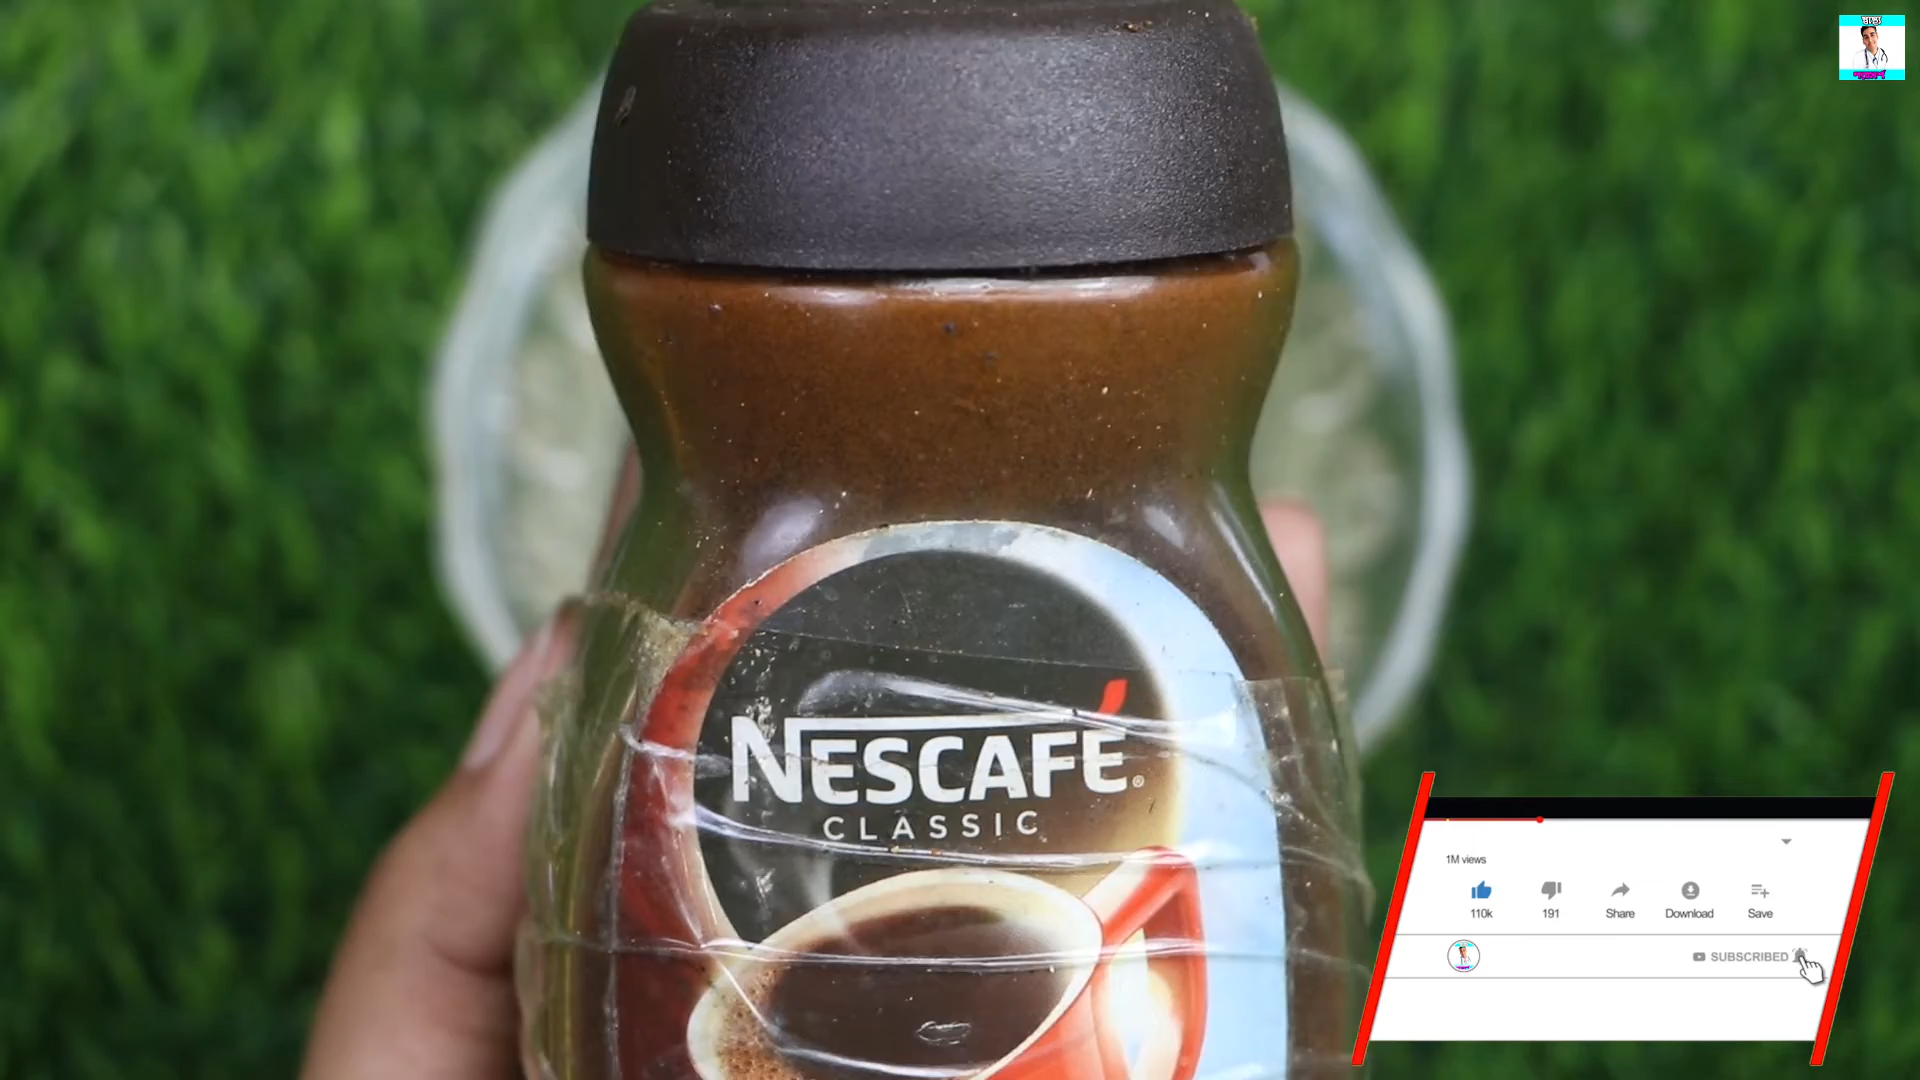 NESCAFÉ®
CLASSIC
1M views
110k
191
Share
Download
Save
SUBSCRIBED